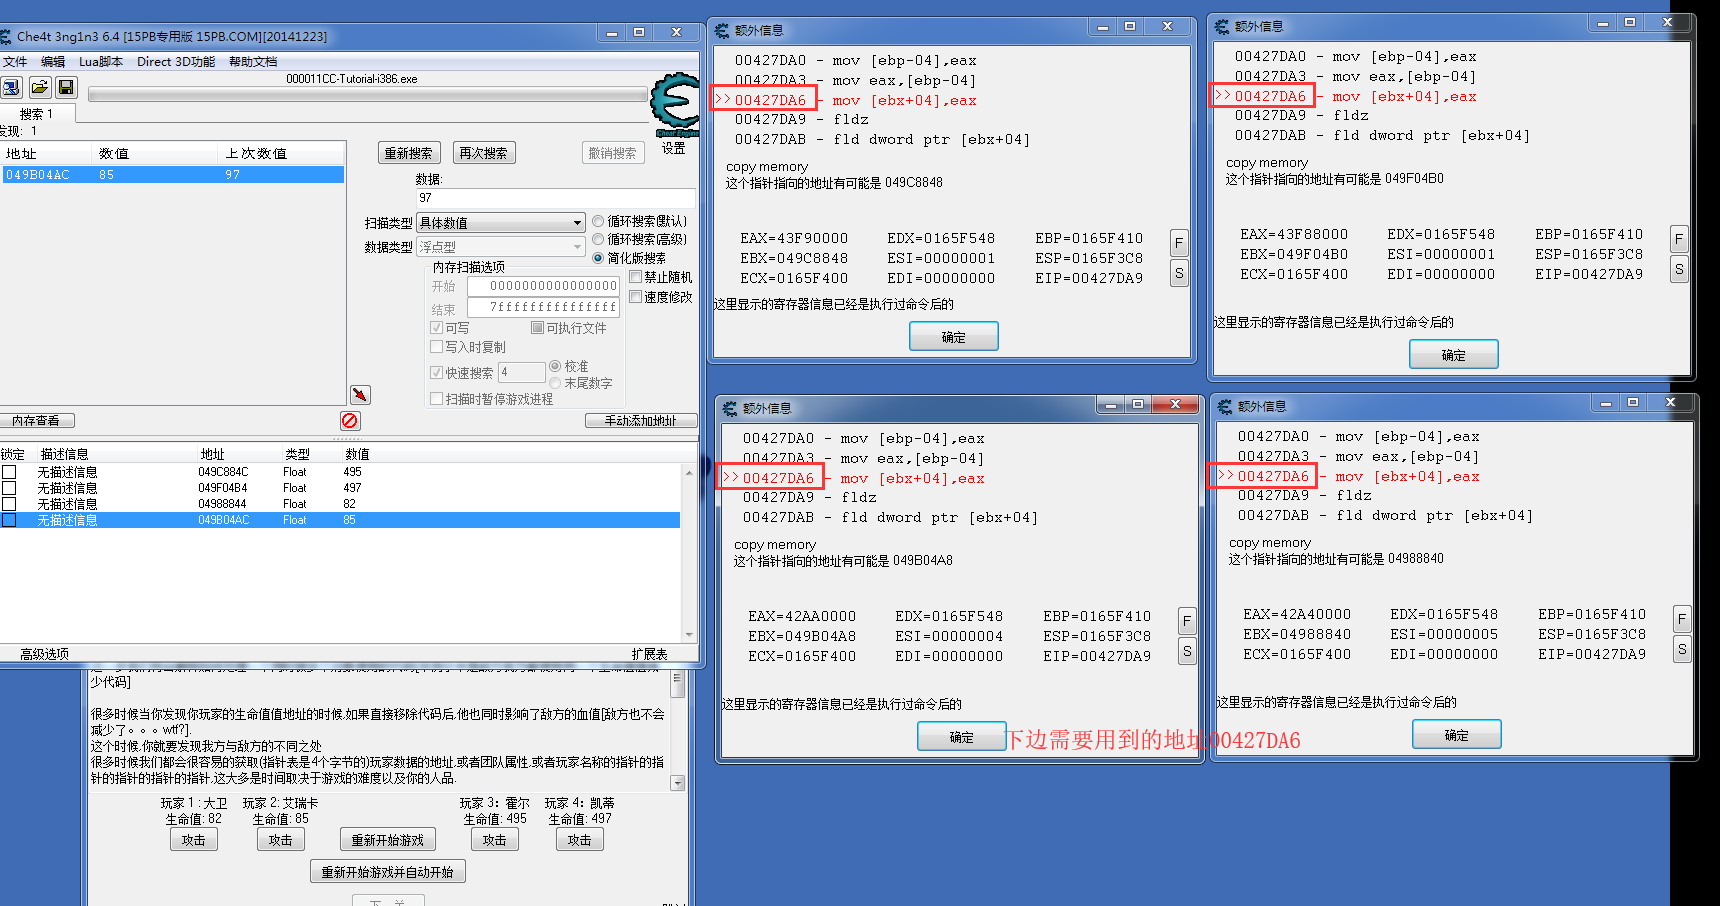 Che4t 3ng1n3 6.4 [15PB专用版 15PB.COM][20141223]
文件 编辑 Lua脚本 Direct 3D功能 帮助文档
000011CC-Tutorial-i386.exe
搜索 1
发现: 1
设置
地址 数值 上次数值
049B04AC 85 97
重新搜索 再次搜索 撤销搜索
数据:
97
扫描类型 具体数值
数据类型 浮点型
循环搜索(默认)
循环搜索(高级)
简化版搜索
内存扫描选项
开始 0000000000000000
结束 7fffffffffffffff
禁止随机
速度修改
可写 可执行文件
写入时复制
快速搜索 4 校准
末尾数字
扫描时暂停游戏进程
内存查看 手动添加地址
锁定 描述信息 地址 类型 数值
无描述信息 049C884C Float 495
无描述信息 049F04B4 Float 497
无描述信息 04988844 Float 82
无描述信息 049B04AC Float 85
高级选项 扩展表
少代码]
很多时候当你发现你玩家的生命值值地址的时候,如果直接移除代码后,他也同时影响了敌方的血值[敌方也不会
减少了。。。wtf?].
这个时候,你就要发现我方与敌方的不同之处
很多时候我们都会很容易的获取(指针表是4个字节的)玩家数据的地址,或者团队属性,或者玩家名称的指针的指
针的指针的指针的指针,这大多是时间取决于游戏的难度以及你的人品.
玩家 1 : 大卫 玩家 2: 艾瑞卡 玩家 3: 霍尔 玩家 4: 凯蒂
生命值: 82 生命值: 85 生命值: 495 生命值: 497
攻击 攻击 重新开始游戏 攻击 攻击
重新开始游戏并自动开始
额外信息
00427DA0 - mov [ebp-04],eax
00427DA3 - mov eax,[ebp-04]
>>00427DA6 - mov [ebx+04],eax
00427DA9 - fldz
00427DAB - fld dword ptr [ebx+04]
copy memory
这个指针指向的地址有可能是 049C8848
EAX=43F90000 EDX=0165F548 EBP=0165F410
EBX=049C8848 ESI=00000001 ESP=0165F3C8
ECX=0165F400 EDI=00000000 EIP=00427DA9
F
S
这里显示的寄存器信息已经是执行过命令后的
确定
额外信息
00427DA0 - mov [ebp-04],eax
00427DA3 - mov eax,[ebp-04]
>>00427DA6 - mov [ebx+04],eax
00427DA9 - fldz
00427DAB - fld dword ptr [ebx+04]
copy memory
这个指针指向的地址有可能是 049F04B0
EAX=43F88000 EDX=0165F548 EBP=0165F410
EBX=049F04B0 ESI=00000001 ESP=0165F3C8
ECX=0165F400 EDI=00000000 EIP=00427DA9
F
S
这里显示的寄存器信息已经是执行过命令后的
确定
额外信息
00427DA0 - mov [ebp-04],eax
00427DA3 - mov eax,[ebp-04]
>>00427DA6 - mov [ebx+04],eax
00427DA9 - fldz
00427DAB - fld dword ptr [ebx+04]
copy memory
这个指针指向的地址有可能是 049B04A8
EAX=42AA0000 EDX=0165F548 EBP=0165F410
EBX=049B04A8 ESI=00000004 ESP=0165F3C8
ECX=0165F400 EDI=00000000 EIP=00427DA9
F
S
这里显示的寄存器信息已经是执行过命令后的
确定
额外信息
00427DA0 - mov [ebp-04],eax
00427DA3 - mov eax,[ebp-04]
>>00427DA6 - mov [ebx+04],eax
00427DA9 - fldz
00427DAB - fld dword ptr [ebx+04]
copy memory
这个指针指向的地址有可能是 04988840
EAX=42A40000 EDX=0165F548 EBP=0165F410
EBX=04988840 ESI=00000005 ESP=0165F3C8
ECX=0165F400 EDI=00000000 EIP=00427DA9
F
S
这里显示的寄存器信息已经是执行过命令后的
确定
下边需要用到的地址00427DA6